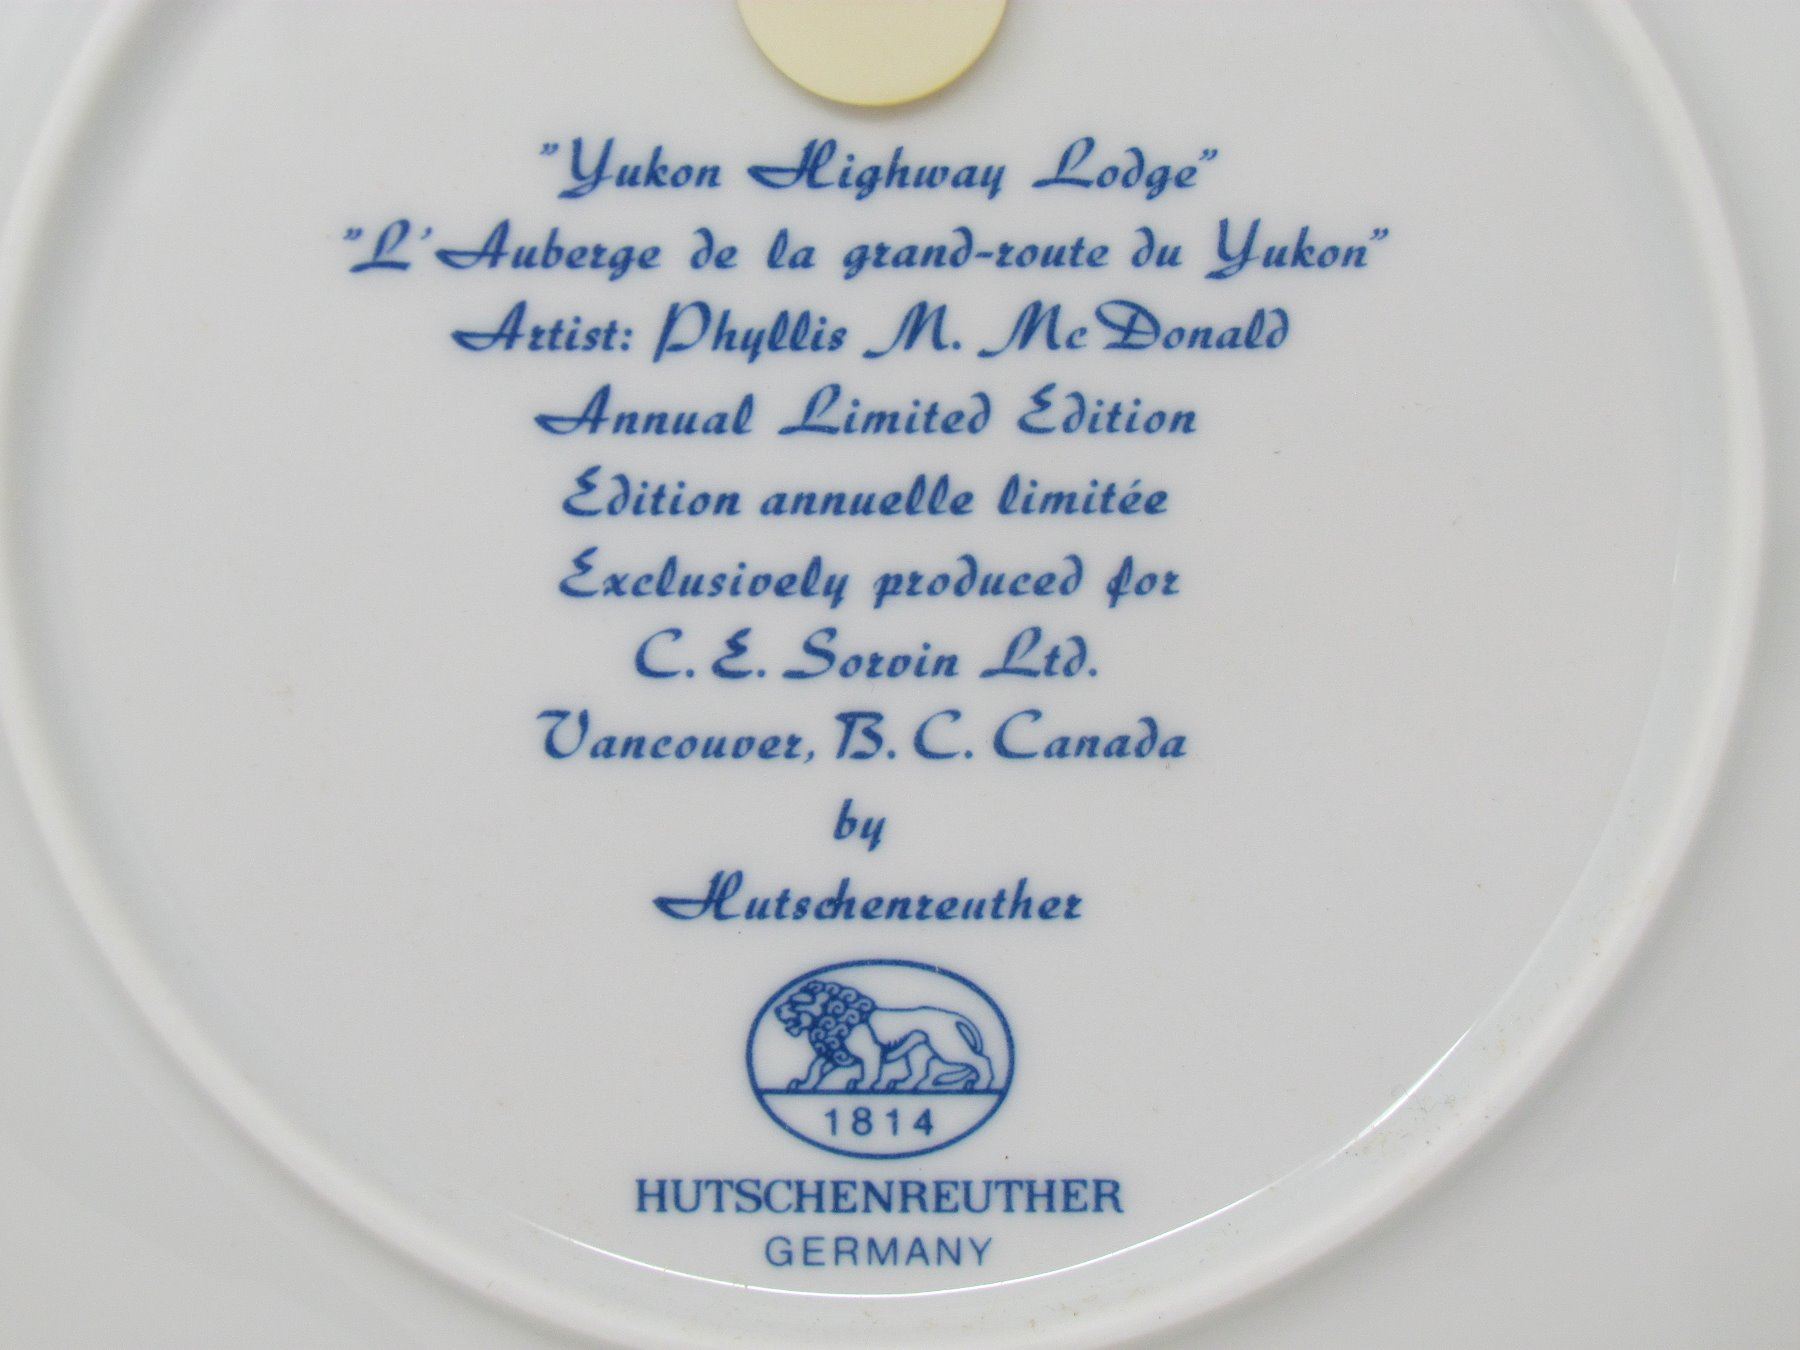 "Yukon Highway Lodge"
"L'Auberge de la grand-route du Yukon"
Artist: Phyllis M. McDonald
Annual Limited Edition
Edition annuelle limitée
Exclusively produced for
C. E. Sorvin Ltd.
Vancouver, B. C. Canada
by
Hutschenreuther
1814
HUTSCHENREUTHER
GERMANY